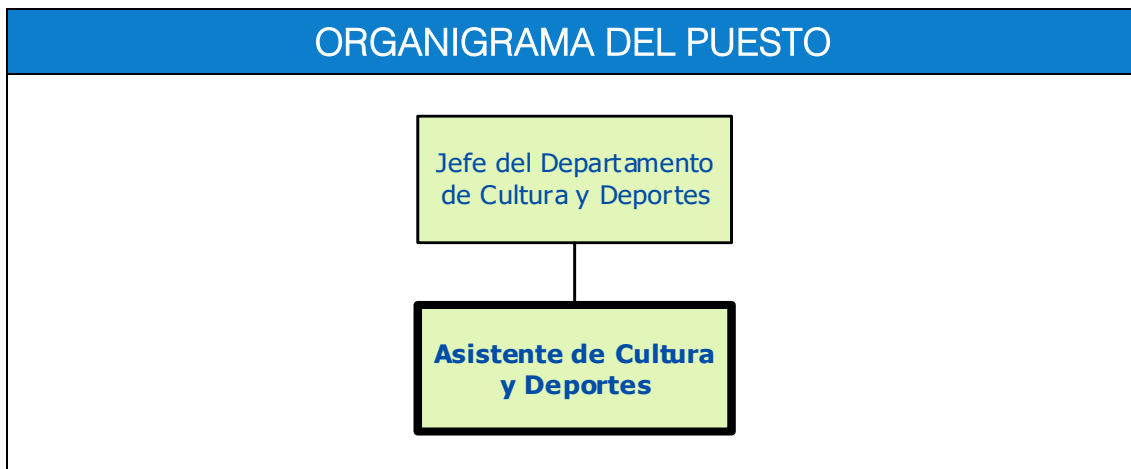 ORGANIGRAMA DEL PUESTO
Jefe del Departamento
de Cultura y Deportes
Asistente de Cultura
y Deportes